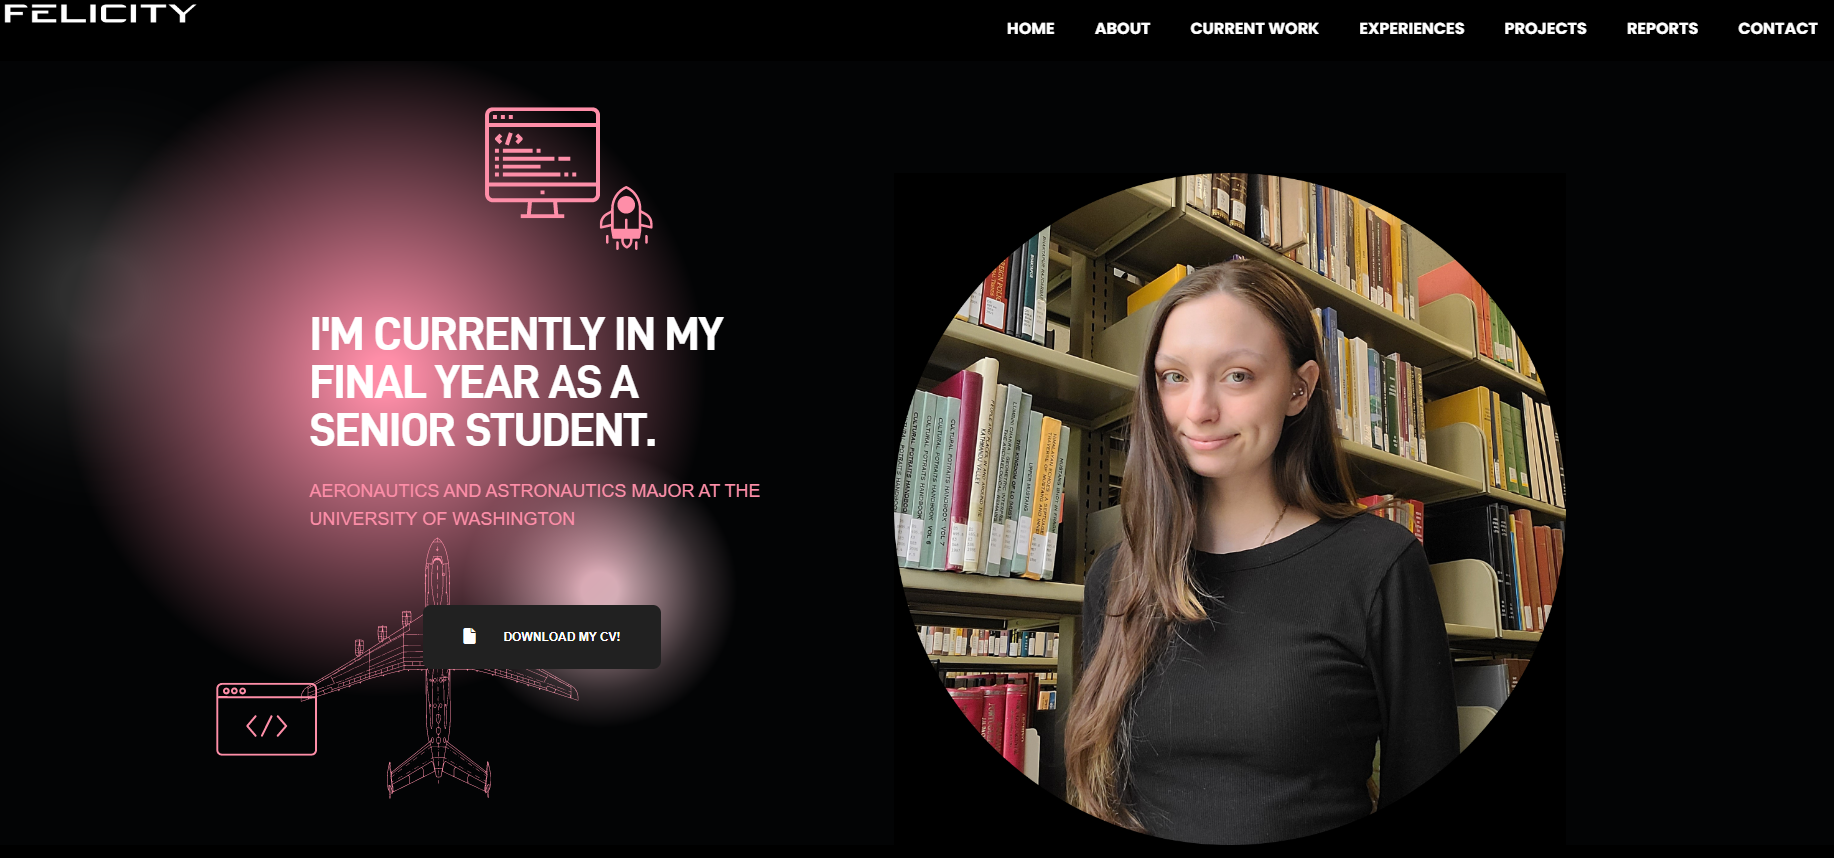 FELICITY
HOME ABOUT CURRENT WORK EXPERIENCES PROJECTS REPORTS CONTACT
I'M CURRENTLY IN MY
FINAL YEAR AS A
SENIOR STUDENT.
AERONAUTICS AND ASTRONAUTICS MAJOR AT THE
UNIVERSITY OF WASHINGTON
DOWNLOAD MY CV!